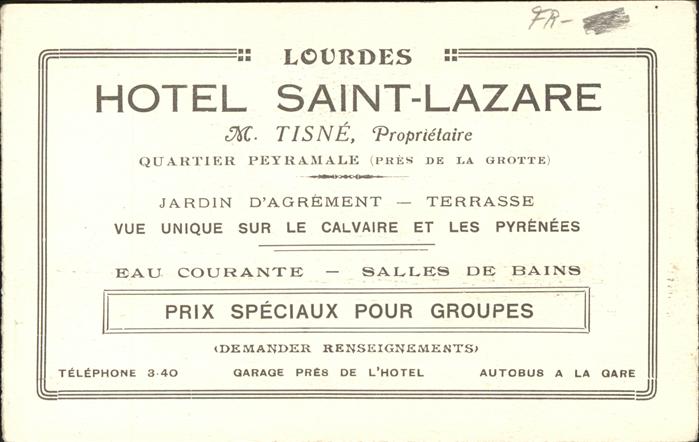 FR-
LOURDES
HOTEL SAINT-LAZARE
M. TISNÉ, Propriétaire
QUARTIER PEYRAMALE (PRÈS DE LA GROTTE)
JARDIN D'AGRÉMENT — TERRASSE
VUE UNIQUE SUR LE CALVAIRE ET LES PYRÉNÉES
EAU COURANTE — SALLES DE BAINS
PRIX SPÉCIAUX POUR GROUPES
(DEMANDER RENSEIGNEMENTS)
TÉLÉPHONE 3-40 GARAGE PRÈS DE L'HOTEL AUTOBUS A LA GARE